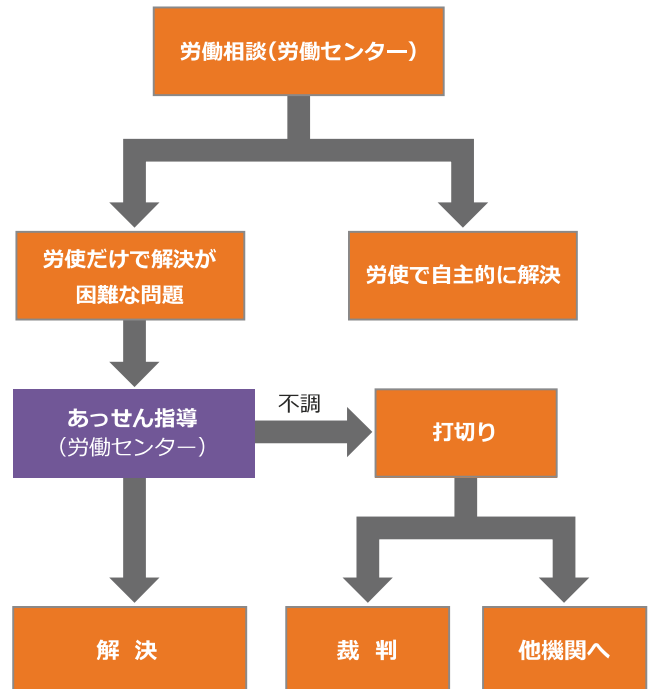 労働相談(労働センター)
労使だけで解決が
困難な問題
労使で自主的に解決
あっせん指導
(労働センター)
不調
打切り
解 決
裁 判
他機関へ